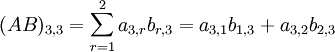 (AB)_{3,3} = \sum_{r=1}^{2} a_{3,r}b_{r,3} = a_{3,1}b_{1,3} + a_{3,2}b_{2,3}